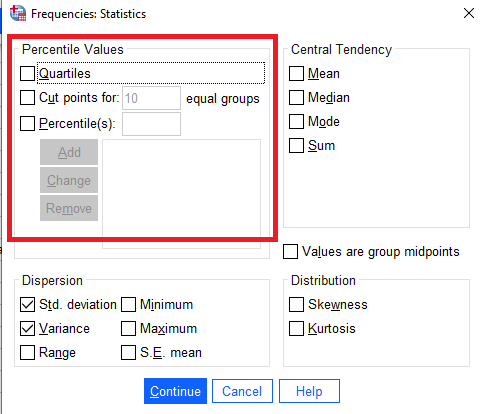 Frequencies: Statistics
Percentile Values
Quartiles
Cut points for: 10 equal groups
Percentile(s):
Add
Change
Remove
Central Tendency
Mean
Median
Mode
Sum
Values are group midpoints
Dispersion
Std. deviation Minimum
Variance Maximum
Range S.E. mean
Distribution
Skewness
Kurtosis
Continue Cancel Help